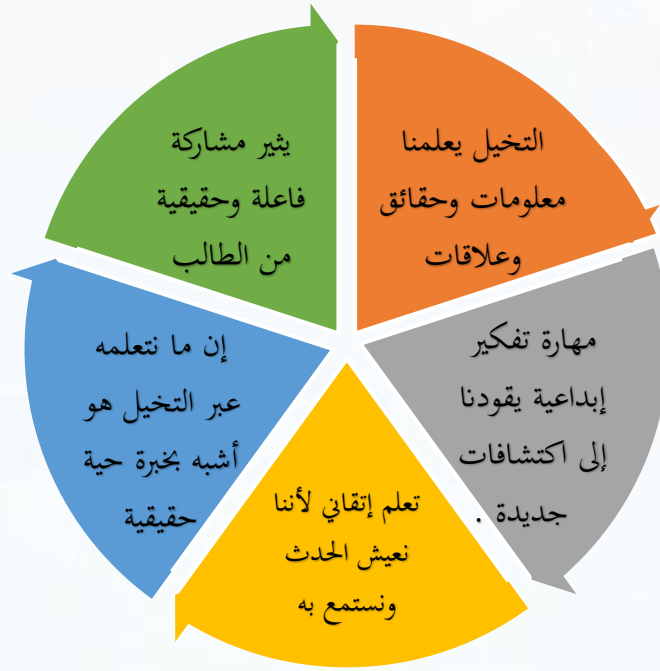 التخيل يعلمنا
معلومات وحقائق
وعلاقات
مهارة تفكير
إبداعية يقودنا
إلى اكتشافات
جديدة .
تعلم إتقاني لأننا
نعيش الحدث
ونستمع به
إن ما نتعلمه
عبر التخيل هو
أشبه بخبرة حية
حقيقية
يثير مشاركة
فاعلة وحقيقية
من الطالب